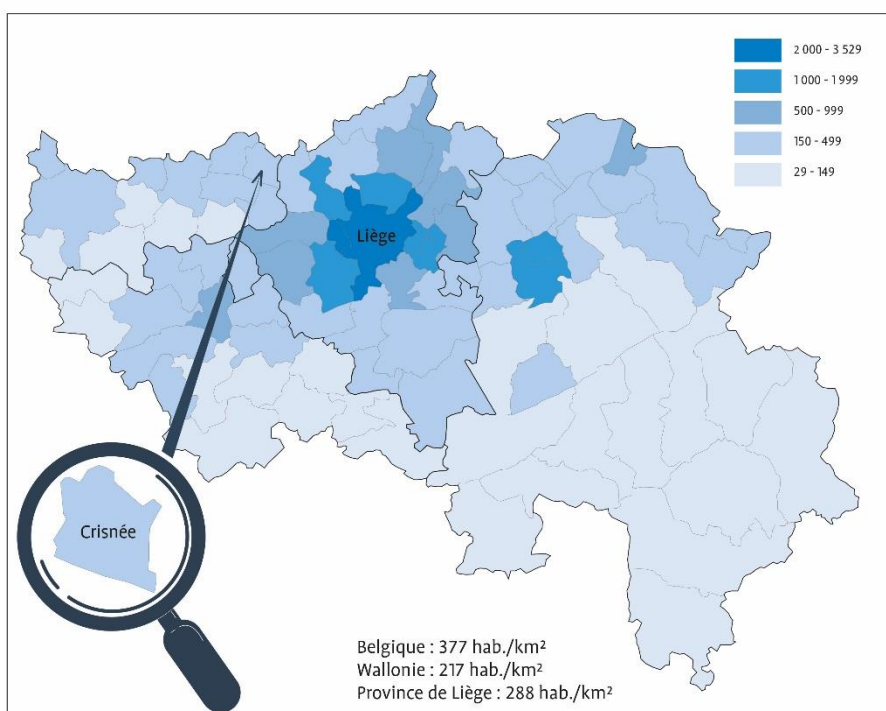 2 000 - 3 529
1 000 - 1 999
500 - 999
150 - 499
29 - 149
Liège
Crisnée
Belgique : 377 hab./km²
Wallonie : 217 hab./km²
Province de Liège : 288 hab./km²